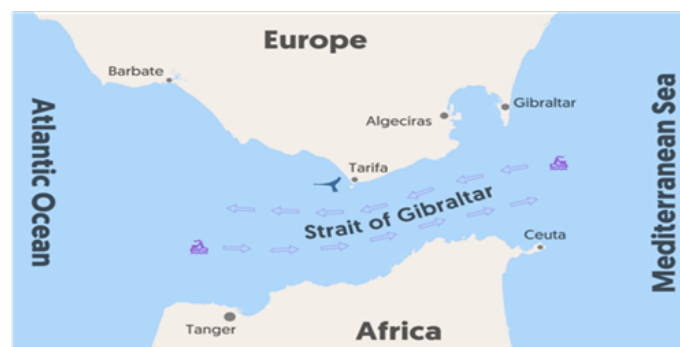 Europe
Barbate
Gibraltar
Algeciras
Atlantic Ocean
Mediterranean Sea
Tarifa
Strait of Gibraltar
Ceuta
Tanger
Africa